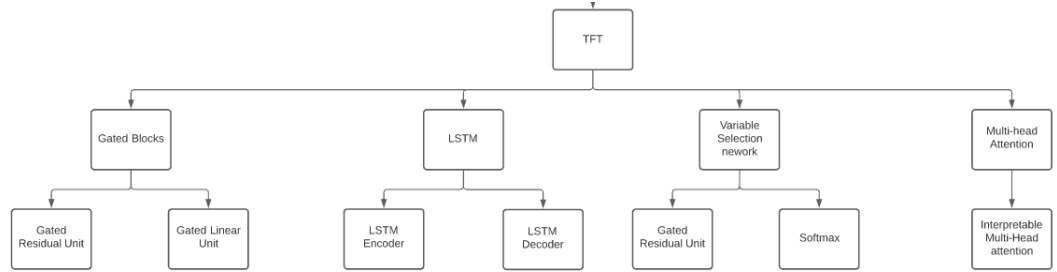 TFT
Gated Blocks
LSTM
Variable
Selection
nework
Multi-head
Attention
Gated
Residual Unit
Gated Linear
Unit
LSTM
Encoder
LSTM
Decoder
Gated
Residual Unit
Softmax
Interpretable
Multi-Head
attention